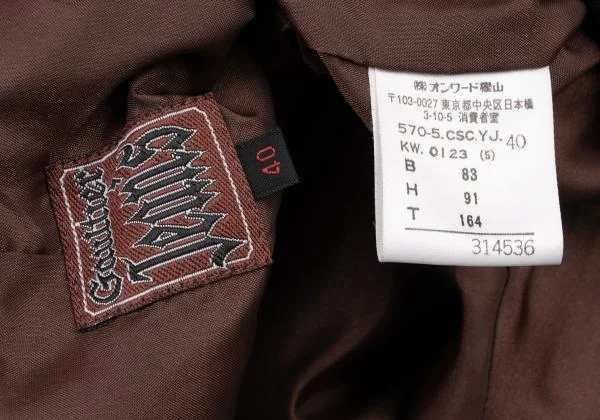 Gaultier's
Femme
40
㈱オンワード樫山
〒103-0027 東京都中央区日本橋
3-10-5 消費者室
570-5.CSC.YJ. 40
KW. 0123 (5)
B 83
H 91
T 164
314536